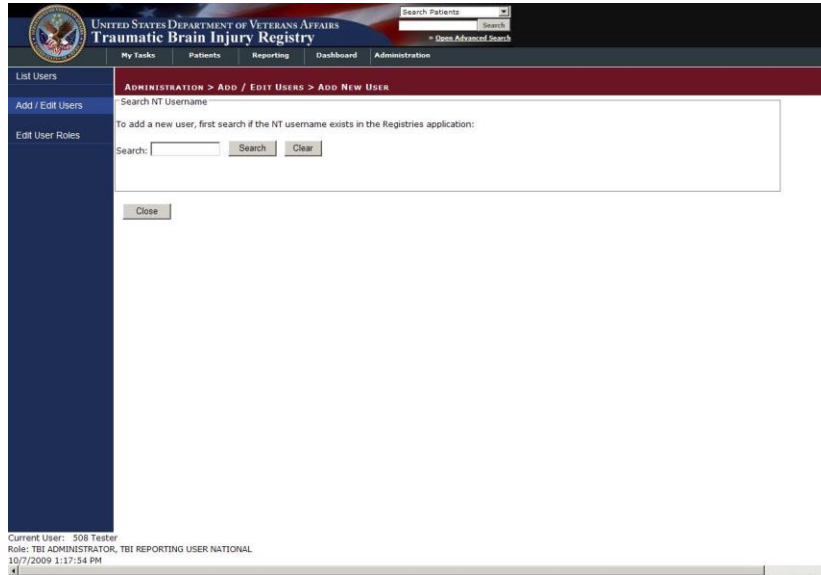 Search Patients
UNITED STATES DEPARTMENT OF VETERANS AFFAIRS
Search
Traumatic Brain Injury Registry
» Open Advanced Search
My Tasks Patients Reporting Dashboard Administration
List Users
Add / Edit Users
Edit User Roles
ADMINISTRATION > ADD / EDIT USERS > ADD NEW USER
Search NT Username
To add a new user, first search if the NT username exists in the Registries application:
Search: Search Clear
Close
Current User: 508 Tester
Role: TBI ADMINISTRATOR, TBI REPORTING USER NATIONAL
10/7/2009 1:17:54 PM